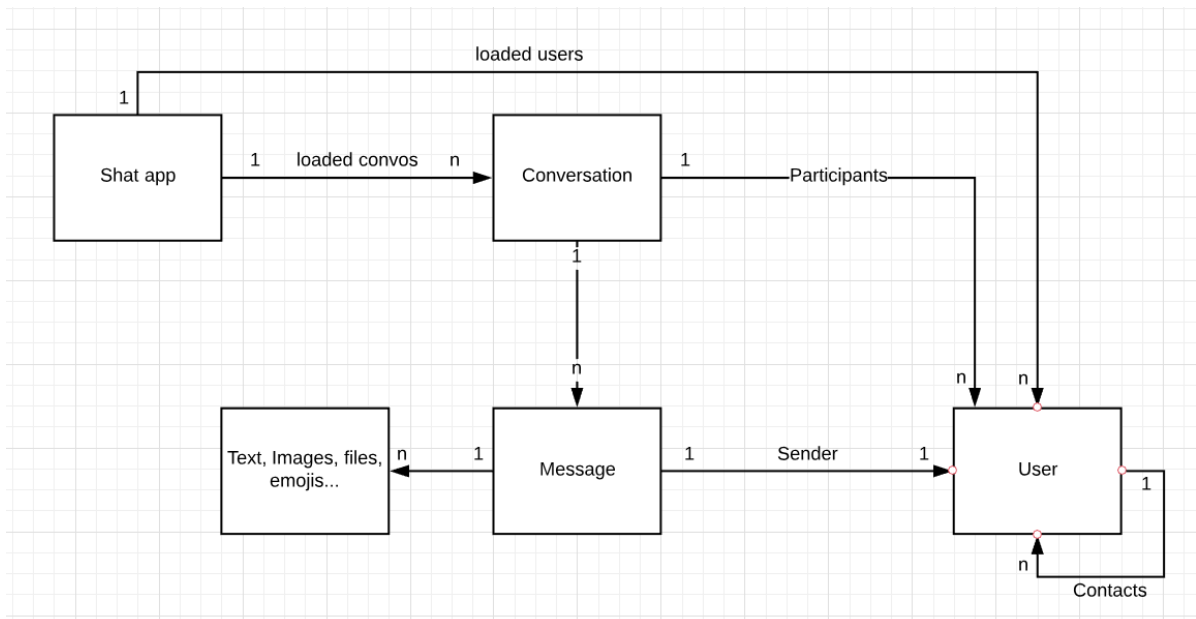 loaded users
1
1 loaded convos n
1
Shat app
Conversation
Participants
1
n
n
n
n
1
1 Sender 1
Text, Images, files,
emojis...
Message
User
1
n
Contacts